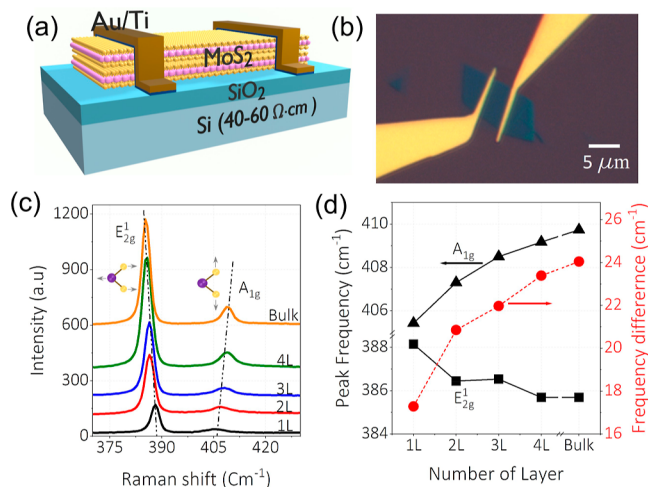 (a)
Au/Ti
MoS2
SiO2
Si (40-60 Ω·cm)
(b)
5 μm
(c)
1200
900
600
300
0
Intensity (a.u)
E¹2g
A1g
Bulk
4L
3L
2L
1L
375
390
405
420
Raman shift (Cm⁻¹)
(d)
410
408
406
388
386
384
Peak Frequency (cm⁻¹)
A1g
E¹2g
26
24
22
20
18
16
Frequency differernce (cm⁻¹)
1L 2L 3L 4L Bulk
Number of Layer